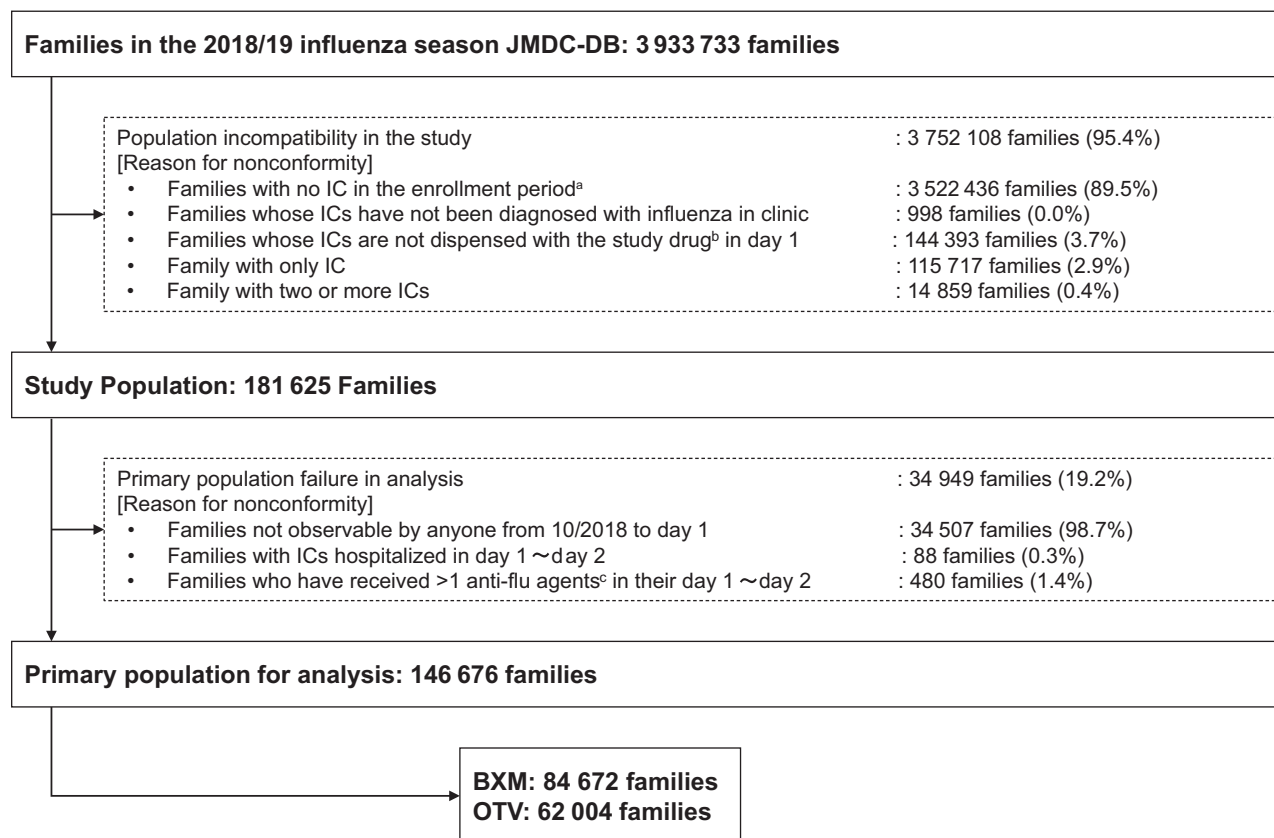 Families in the 2018/19 influenza season JMDC-DB: 3 933 733 families
Population incompatibility in the study : 3 752 108 families (95.4%)
[Reason for nonconformity]
• Families with no IC in the enrollment periodᵃ : 3 522 436 families (89.5%)
• Families whose ICs have not been diagnosed with influenza in clinic : 998 families (0.0%)
• Families whose ICs are not dispensed with the study drugᵇ in day 1 : 144 393 families (3.7%)
• Family with only IC : 115 717 families (2.9%)
• Family with two or more ICs : 14 859 families (0.4%)
Study Population: 181 625 Families
Primary population failure in analysis : 34 949 families (19.2%)
[Reason for nonconformity]
• Families not observable by anyone from 10/2018 to day 1 : 34 507 families (98.7%)
• Families with ICs hospitalized in day 1 ~day 2 : 88 families (0.3%)
• Families who have received >1 anti-flu agentsᶜ in their day 1 ~day 2 : 480 families (1.4%)
Primary population for analysis: 146 676 families
BXM: 84 672 families
OTV: 62 004 families